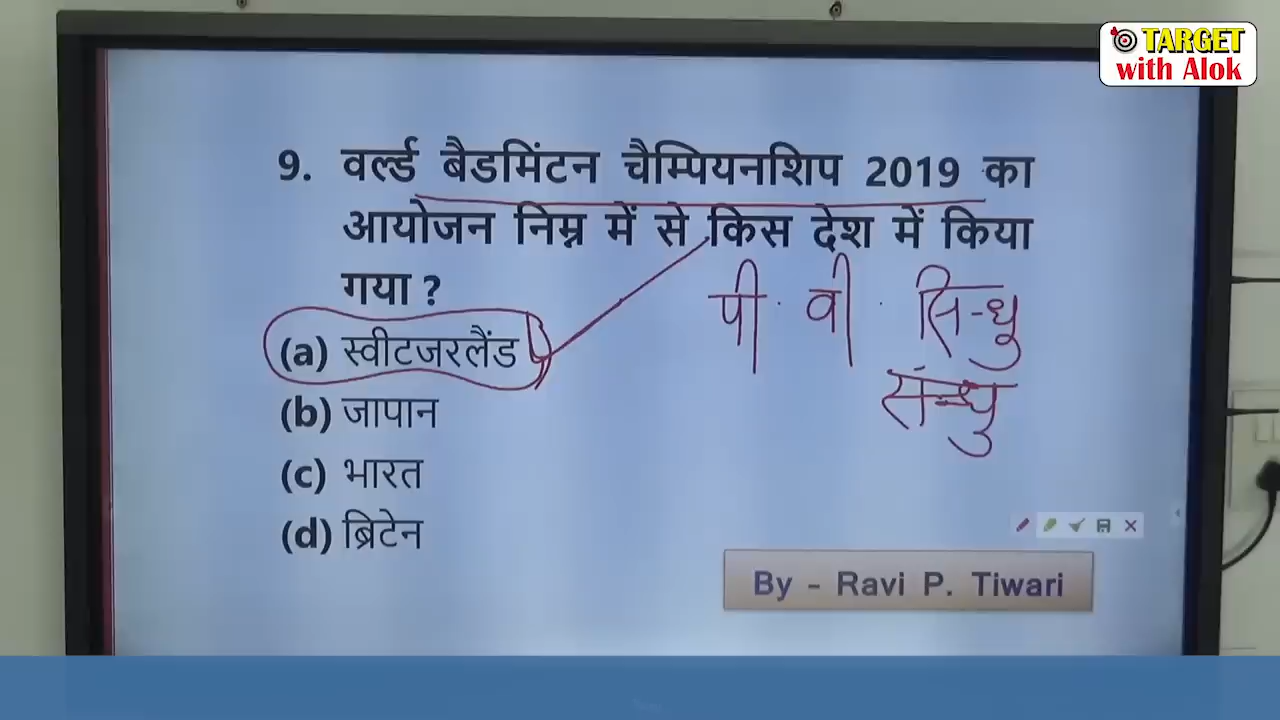 TARGET
with Alok
9. वर्ल्ड बैडमिंटन चैम्पियनशिप 2019 का
आयोजन निम्न में से किस देश में किया
गया ?
(a) स्वीटजरलैंड
(b) जापान
(c) भारत
(d) ब्रिटेन
पी. वी. सिन्धु
संन्धु
By - Ravi P. Tiwari